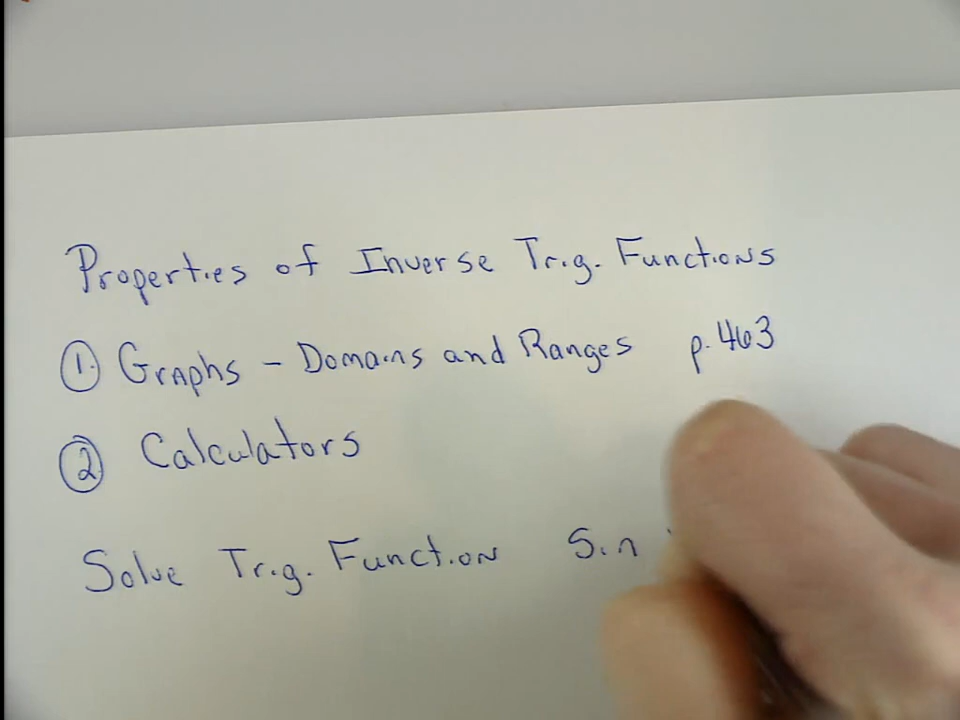 Properties of Inverse Trig. Functions
1. Graphs - Domains and Ranges p. 463
2 Calculators
Solve Trig. Function Sin